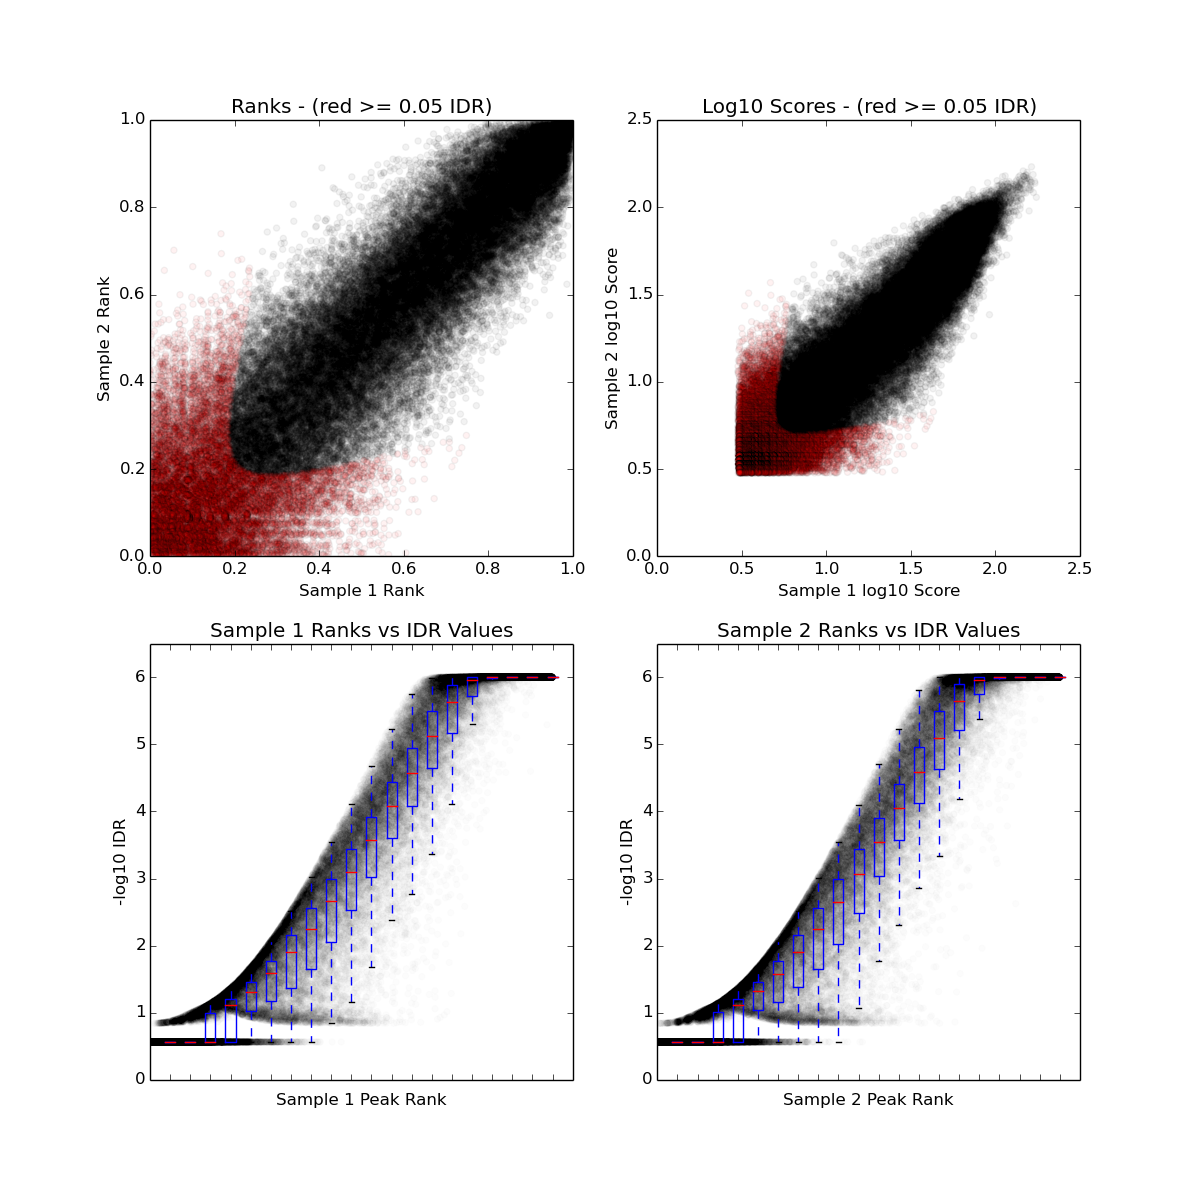 Ranks - (red >= 0.05 IDR)
1.0
0.8
0.6
0.4
0.2
0.0
Sample 2 Rank
0.0 0.2 0.4 0.6 0.8 1.0
Sample 1 Rank
Log10 Scores - (red >= 0.05 IDR)
2.5
2.0
1.5
1.0
0.5
0.0
Sample 2 log10 Score
0.0 0.5 1.0 1.5 2.0 2.5
Sample 1 log10 Score
Sample 1 Ranks vs IDR Values
6
5
4
3
2
1
0
-log10 IDR
Sample 1 Peak Rank
Sample 2 Ranks vs IDR Values
6
5
4
3
2
1
0
-log10 IDR
Sample 2 Peak Rank